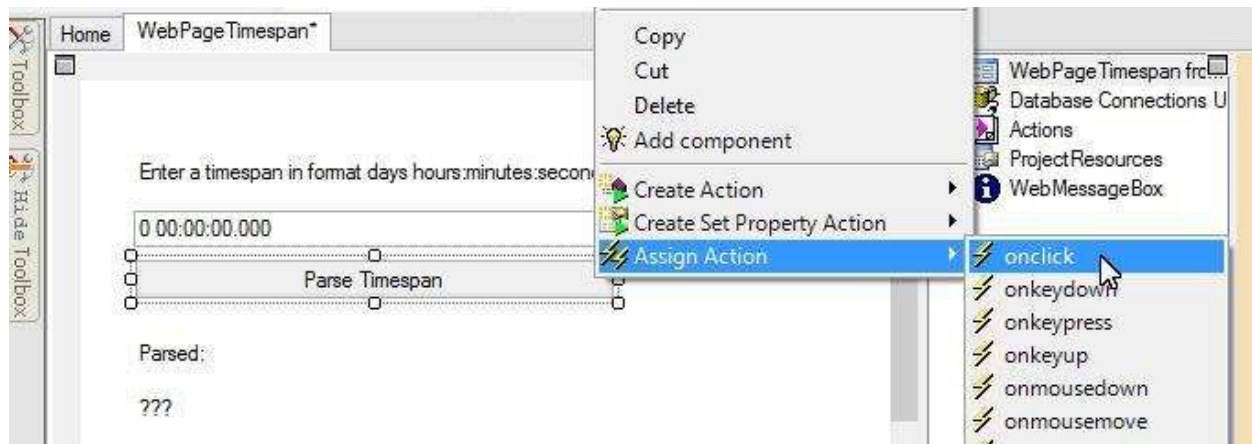 Toolbox
Hide Toolbox
Home
WebPageTimespan*
Enter a timespan in format days hours:minutes:secon
0 00:00:00.000
Parse Timespan
Parsed:
???
Copy
Cut
Delete
Add component
Create Action
Create Set Property Action
Assign Action
onclick
onkeydown
onkeypress
onkeyup
onmousedown
onmousemove
WebPageTimespan fro...
Database Connections U
Actions
ProjectResources
WebMessageBox